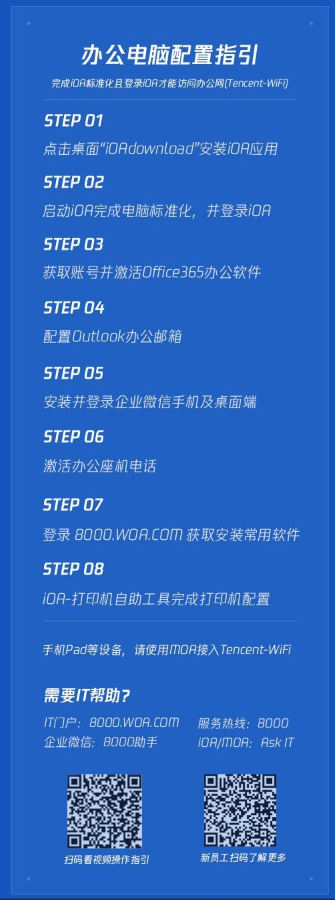 办公电脑配置指引
完成iOA标准化且登录iOA才能访问办公网(Tencent-WiFi)
STEP 01
点击桌面“iOAdownload”安装iOA应用
STEP 02
启动iOA完成电脑标准化，并登录iOA
STEP 03
获取账号并激活Office365办公软件
STEP 04
配置Outlook办公邮箱
STEP 05
安装并登录企业微信手机及桌面端
STEP 06
激活办公座机电话
STEP 07
登录 8000.WOA.COM 获取安装常用软件
STEP 08
iOA-打印机自助工具完成打印机配置
手机Pad等设备，请使用MOA接入Tencent-WiFi
需要IT帮助?
IT门户: 8000.WOA.COM 服务热线: 8000
企业微信: 8000助手 iOA/MOA: Ask IT
扫码看视频操作指引 新员工扫码了解更多